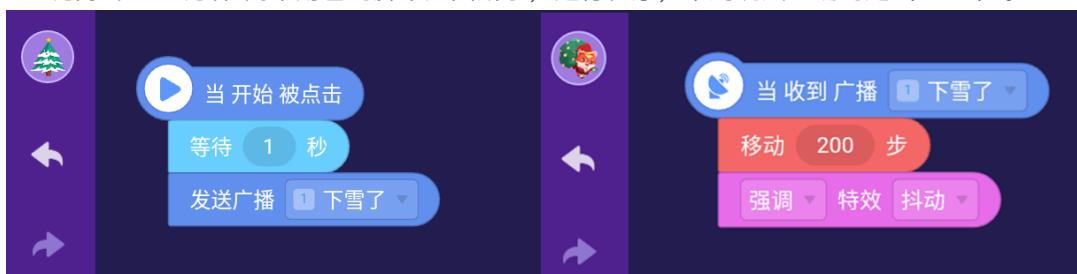 当 开始 被点击
等待 1 秒
发送广播 1 下雪了
当 收到 广播 1 下雪了
移动 200 步
强调 特效 抖动